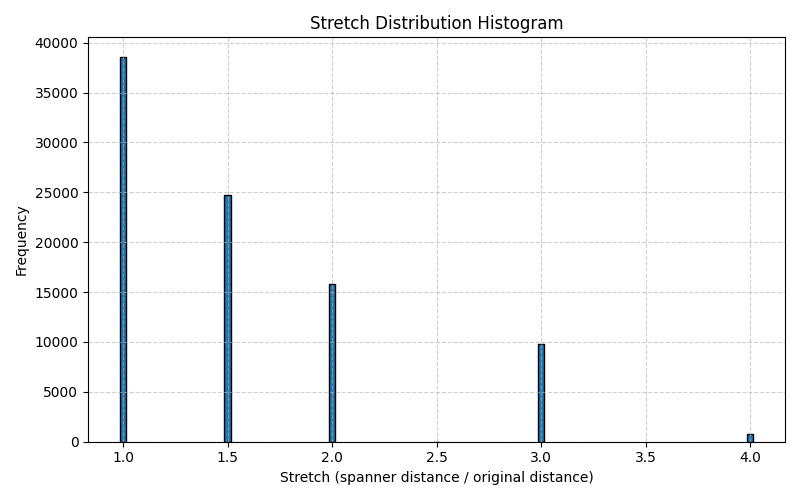 Stretch Distribution Histogram
40000
35000
30000
25000
20000
15000
10000
5000
0
Frequency
1.0 1.5 2.0 2.5 3.0 3.5 4.0
Stretch (spanner distance / original distance)